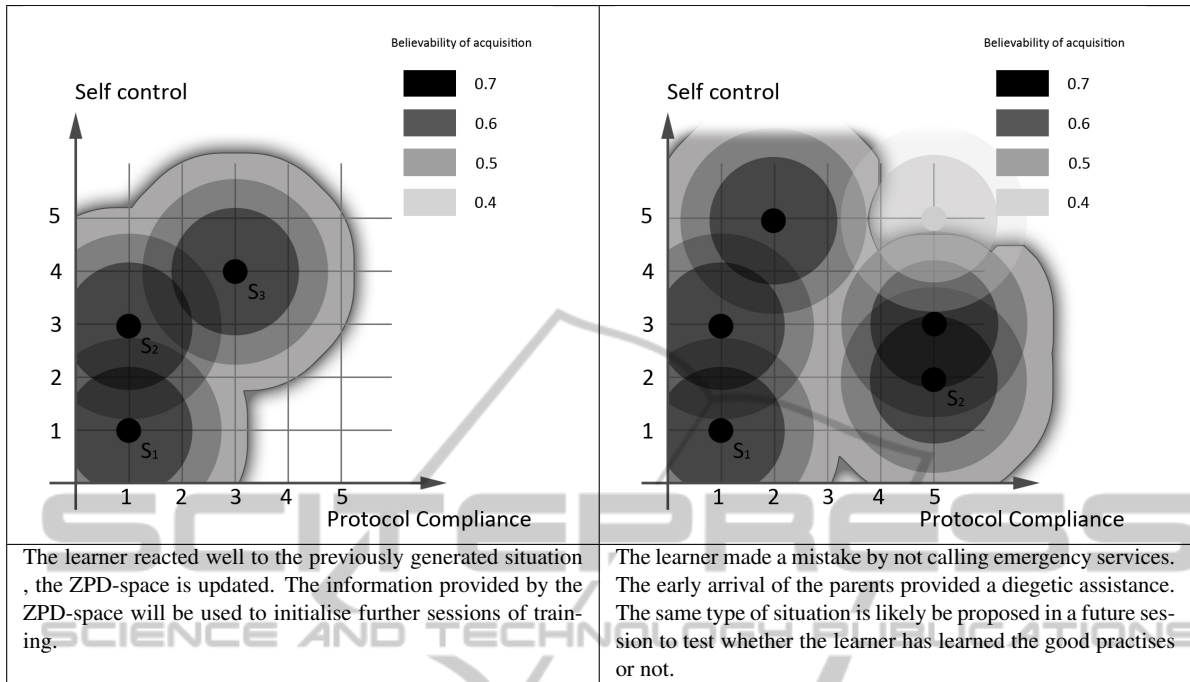 Believability of acquisition
0.7
Self control
0.6
0.5
0.4
5
4
S3
3
S2
2
1
S1
1 2 3 4 5
Protocol Compliance
Believability of acquisition
0.7
Self control
0.6
0.5
0.4
5
4
3
2
S2
1
S1
1 2 3 4 5
Protocol Compliance
The learner reacted well to the previously generated situation
, the ZPD-space is updated. The information provided by the
ZPD-space will be used to initialise further sessions of train-
ing.
The learner made a mistake by not calling emergency services.
The early arrival of the parents provided a diegetic assistance.
The same type of situation is likely be proposed in a future ses-
sion to test whether the learner has learned the good practises
or not.
SCITEPRESS
SCIENCE AND TECHNOLOGY PUBLICATIONS